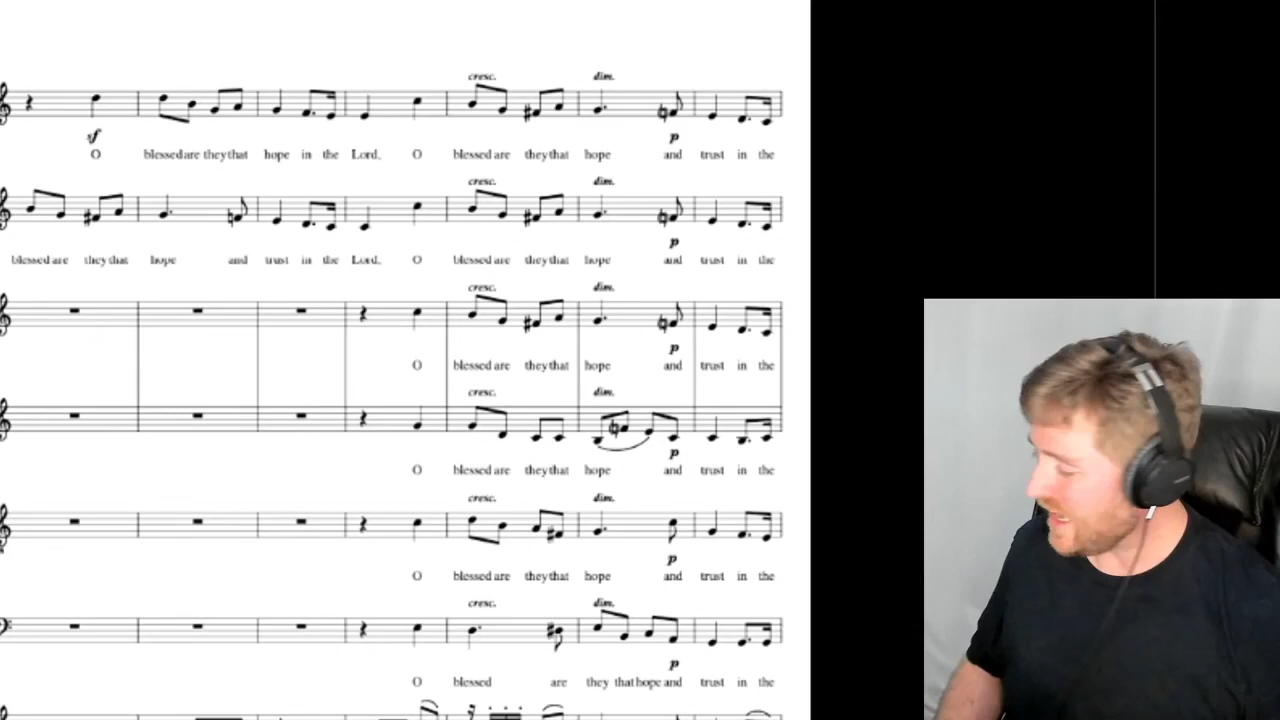 cresc. dim.
sf p
O blessed are they that hope in the Lord, O blessed are they that hope and trust in the
cresc. dim.
p
blessed are they that hope and trust in the Lord, O blessed are they that hope and trust in the
cresc. dim.
p
O blessed are they that hope and trust in the
cresc. dim.
p
O blessed are they that hope and trust in the
cresc. dim.
p
O blessed are they that hope and trust in the
cresc. dim.
p
O blessed are they that hope and trust in the